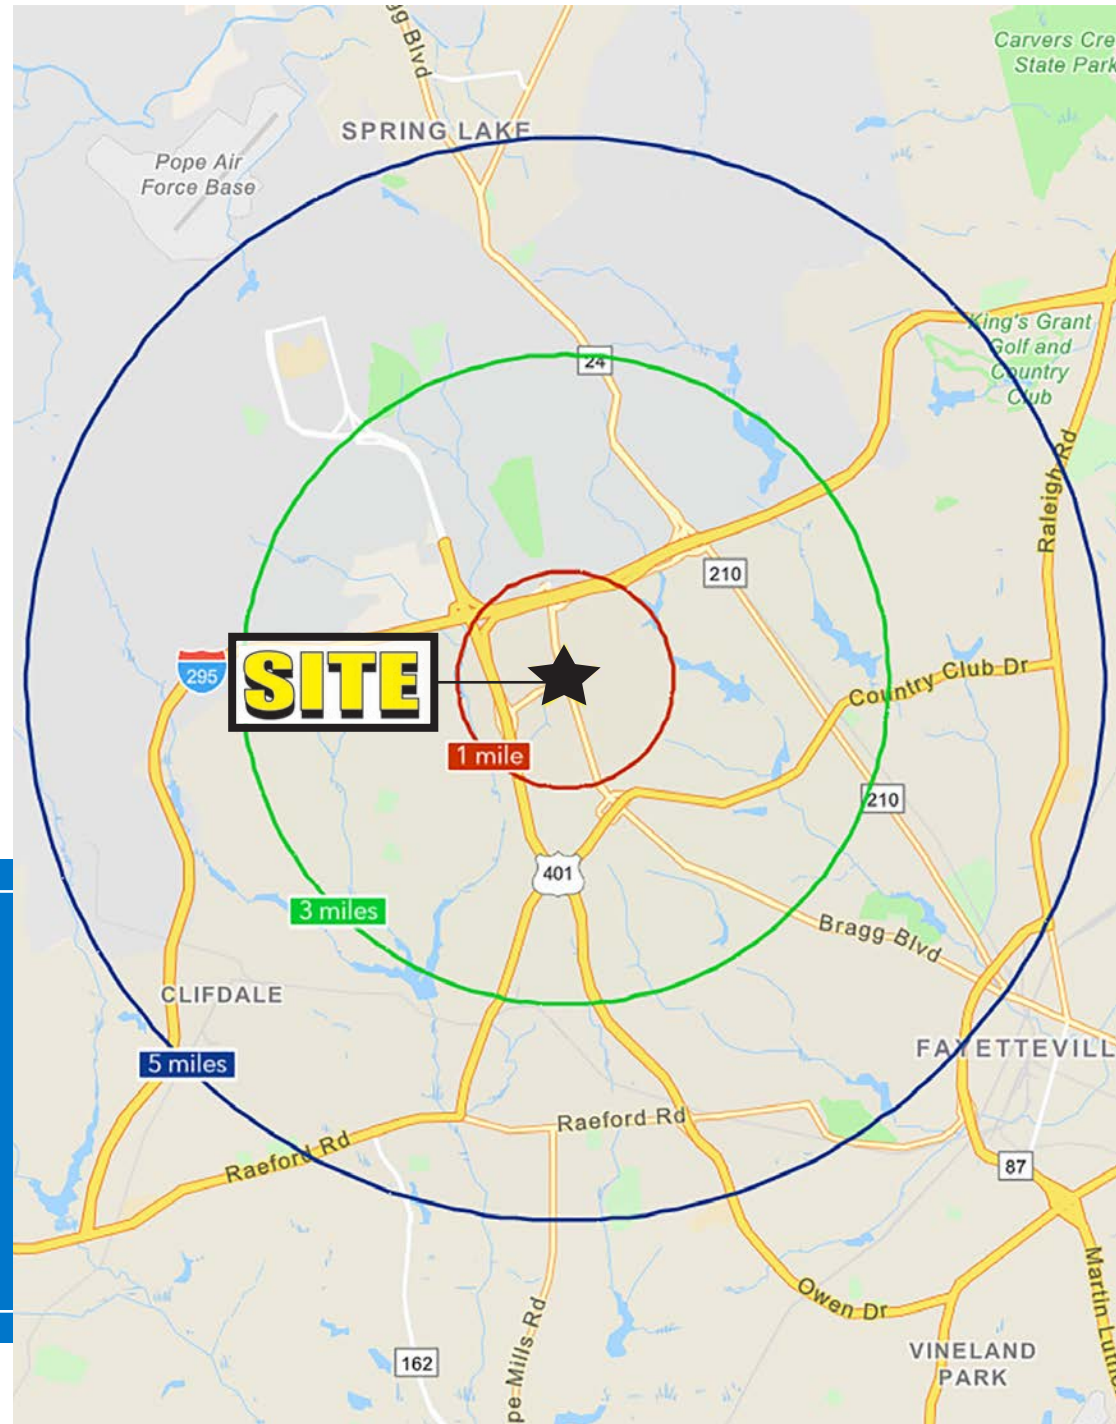 gg Blvd
Carvers Cre
State Park
SPRING LAKE
Pope Air
Force Base
King's Grant
Golf and
Country
Club
24
Raleigh Rd
210
295
SITE
Country Club Dr
1 mile
210
401
3 miles
Bragg Blvd
CLIFDALE
FAYETTEVILL
5 miles
Raeford Rd
Raeford Rd
87
Owen Dr
Martin Luthe
pe Mills Rd
VINELAND
PARK
162